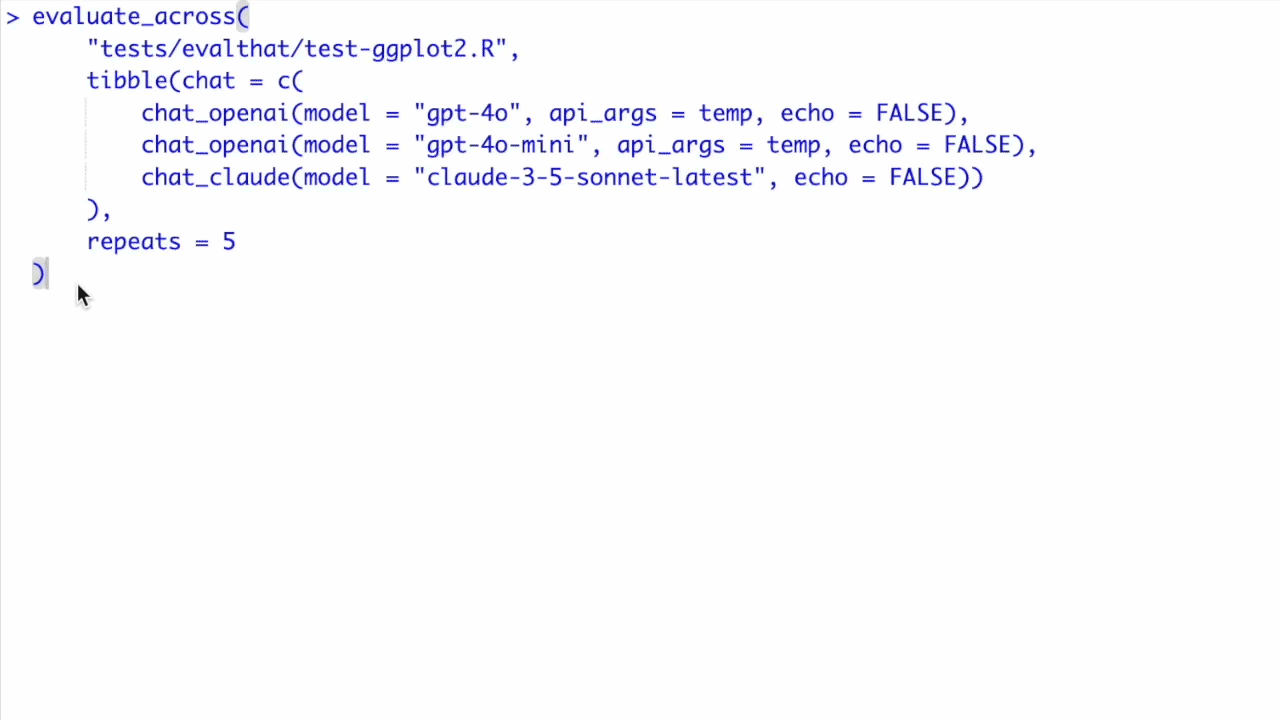 > evaluate_across(
"tests/evalthat/test-ggplot2.R",
tibble(chat = c(
chat_openai(model = "gpt-4o", api_args = temp, echo = FALSE),
chat_openai(model = "gpt-4o-mini", api_args = temp, echo = FALSE),
chat_claude(model = "claude-3-5-sonnet-latest", echo = FALSE))
),
repeats = 5
)